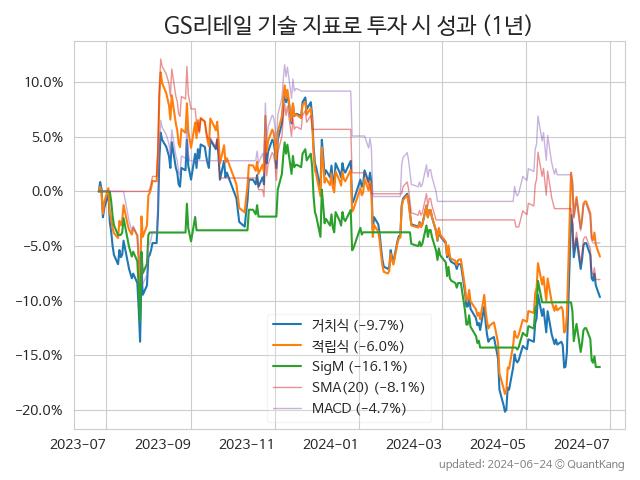 GS리테일 기술 지표로 투자 시 성과 (1년)
10.0%
5.0%
0.0%
−5.0%
−10.0%
−15.0%
−20.0%
거치식 (−9.7%)
적립식 (−6.0%)
SigM (−16.1%)
SMA(20) (−8.1%)
MACD (−4.7%)
2023-07 2023-09 2023-11 2024-01 2024-03 2024-05 2024-07
updated: 2024-06-24 © QuantKang